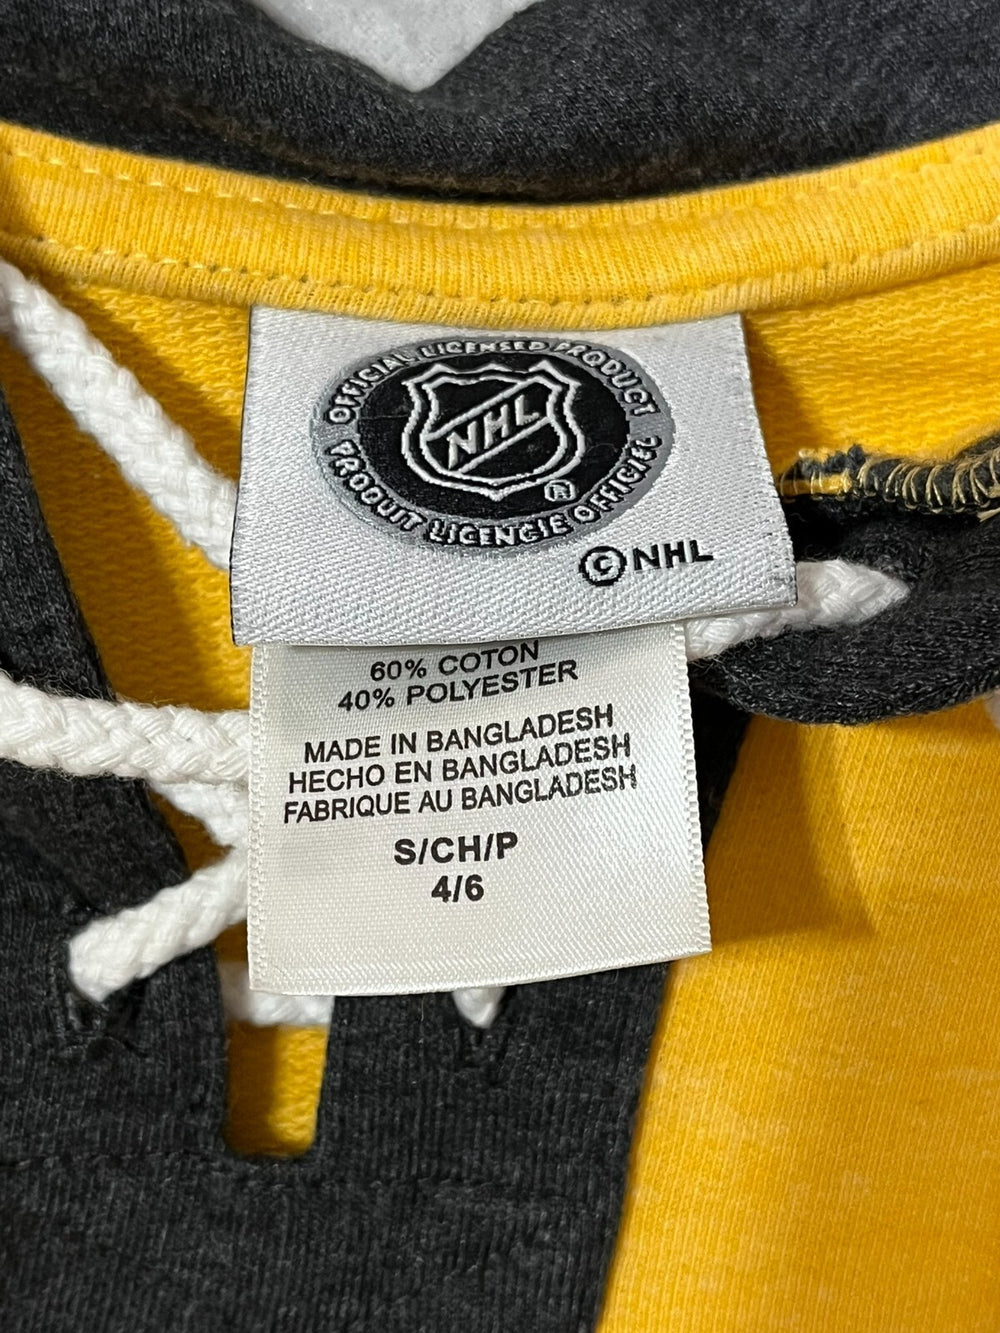 OFFICIAL LICENSED PRODUCT
NHL
®
PRODUIT LICENCIÉ OFFICIEL
© NHL
60% COTON
40% POLYESTER
MADE IN BANGLADESH
HECHO EN BANGLADESH
FABRIQUE AU BANGLADESH
S/CH/P
4/6